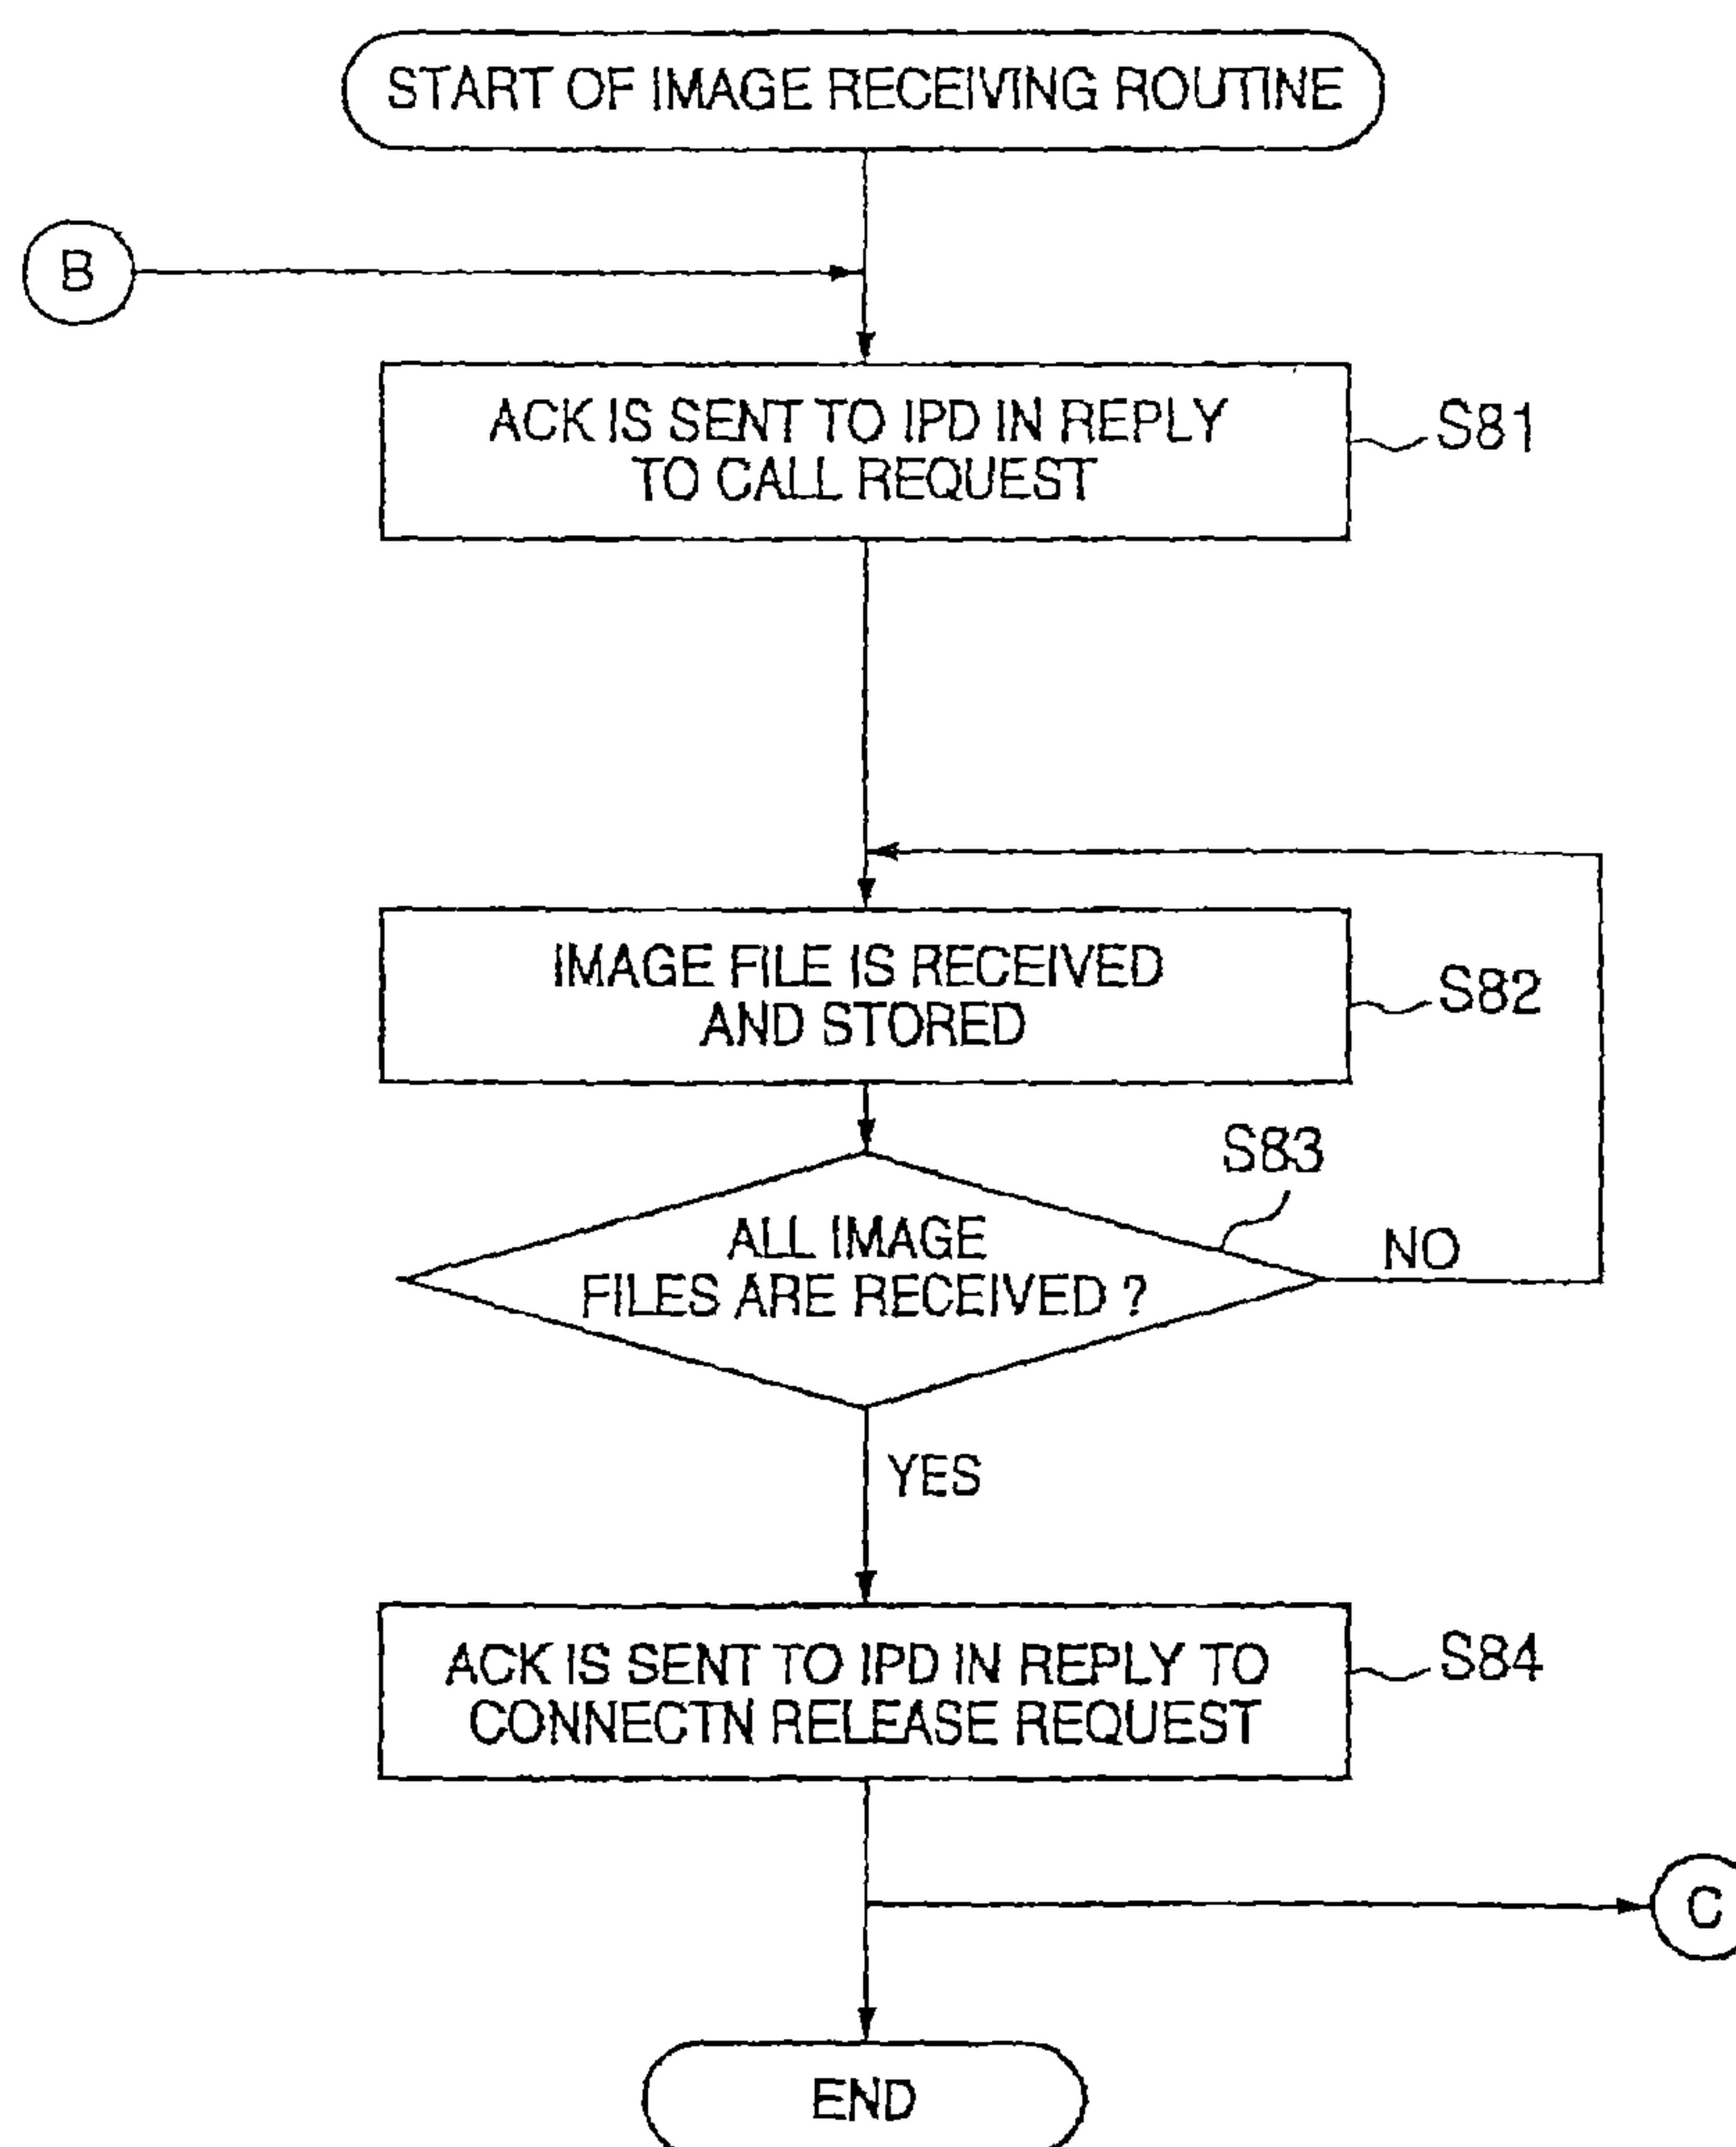 START OF IMAGE RECEIVING ROUTINE
B
ACK IS SENT TO IPD IN REPLY
TO CALL REQUEST
S81
IMAGE FILE IS RECEIVED
AND STORED
S82
S83
ALL IMAGE
FILES ARE RECEIVED ?
NO
YES
ACK IS SENT TO IPD IN REPLY TO
CONNECTN RELEASE REQUEST
S84
C
END